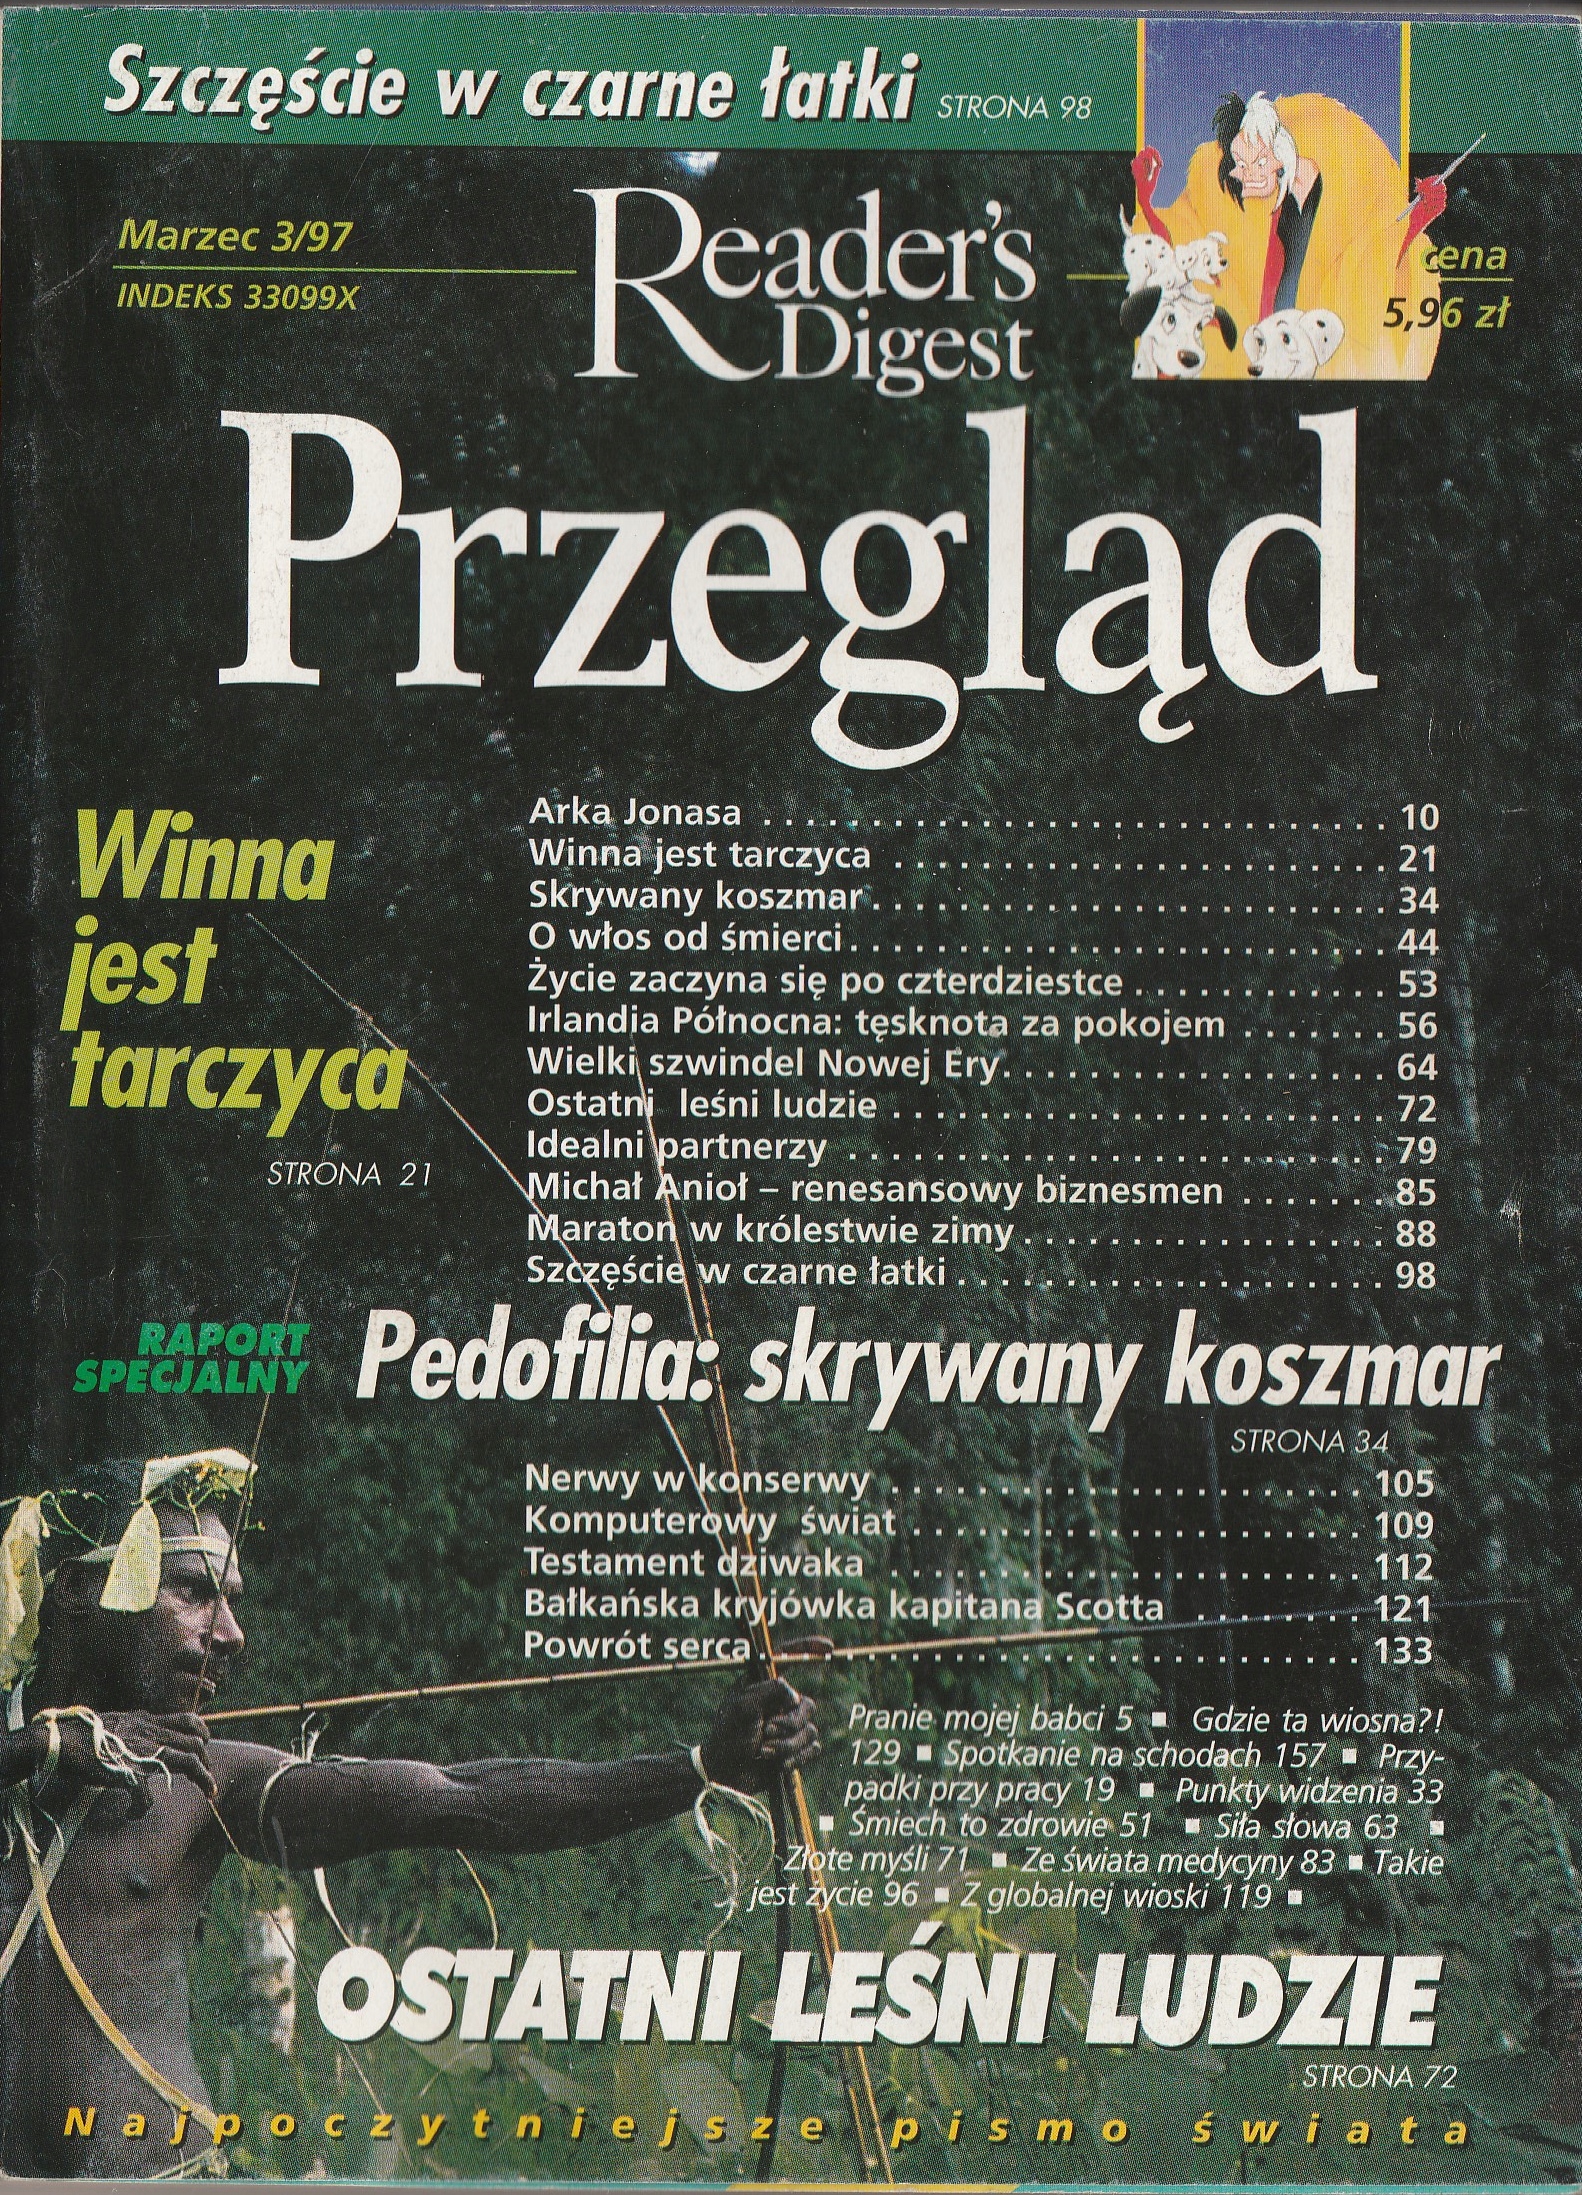 Szczęście w czarne łatki STRONA 98
Marzec 3/97
INDEKS 33099X
Reader's
Digest
cena
5,96 zł
Przegląd
Winna
jest
tarczyca
STRONA 21
Arka Jonasa . . . . . . . . . . . . . . . . . . . . . . . . . . . . . 10
Winna jest tarczyca . . . . . . . . . . . . . . . . . . . . . . . 21
Skrywany koszmar . . . . . . . . . . . . . . . . . . . . . . . . 34
O włos od śmierci . . . . . . . . . . . . . . . . . . . . . . . . . 44
Życie zaczyna się po czterdziestce . . . . . . . . . . . . 53
Irlandia Północna: tęsknota za pokojem . . . . . . . 56
Wielki szwindel Nowej Ery . . . . . . . . . . . . . . . . . . 64
Ostatni leśni ludzie . . . . . . . . . . . . . . . . . . . . . . . 72
Idealni partnerzy . . . . . . . . . . . . . . . . . . . . . . . . . 79
Michał Anioł – renesansowy biznesmen . . . . . . . 85
Maraton w królestwie zimy . . . . . . . . . . . . . . . . . 88
Szczęście w czarne łatki . . . . . . . . . . . . . . . . . . . . 98
RAPORT
SPECJALNY
Pedofilia: skrywany koszmar
STRONA 34
Nerwy w konserwy . . . . . . . . . . . . . . . . . . . . . . 105
Komputerowy świat . . . . . . . . . . . . . . . . . . . . . 109
Testament dziwaka . . . . . . . . . . . . . . . . . . . . . . 112
Bałkańska kryjówka kapitana Scotta . . . . . . . . 121
Powrót serca . . . . . . . . . . . . . . . . . . . . . . . . . . . . 133
Pranie mojej babci 5 ■ Gdzie ta wiosna?!
129 ■ Spotkanie na schodach 157 ■ Przy-
padki przy pracy 19 ■ Punkty widzenia 33
■ Śmiech to zdrowie 51 ■ Siła słowa 63 ■
Złote myśli 71 ■ Ze świata medycyny 83 ■ Takie
jest życie 96 ■ Z globalnej wioski 119 ■
OSTATNI LEŚNI LUDZIE
STRONA 72
Najpoczytniejsze pismo świata